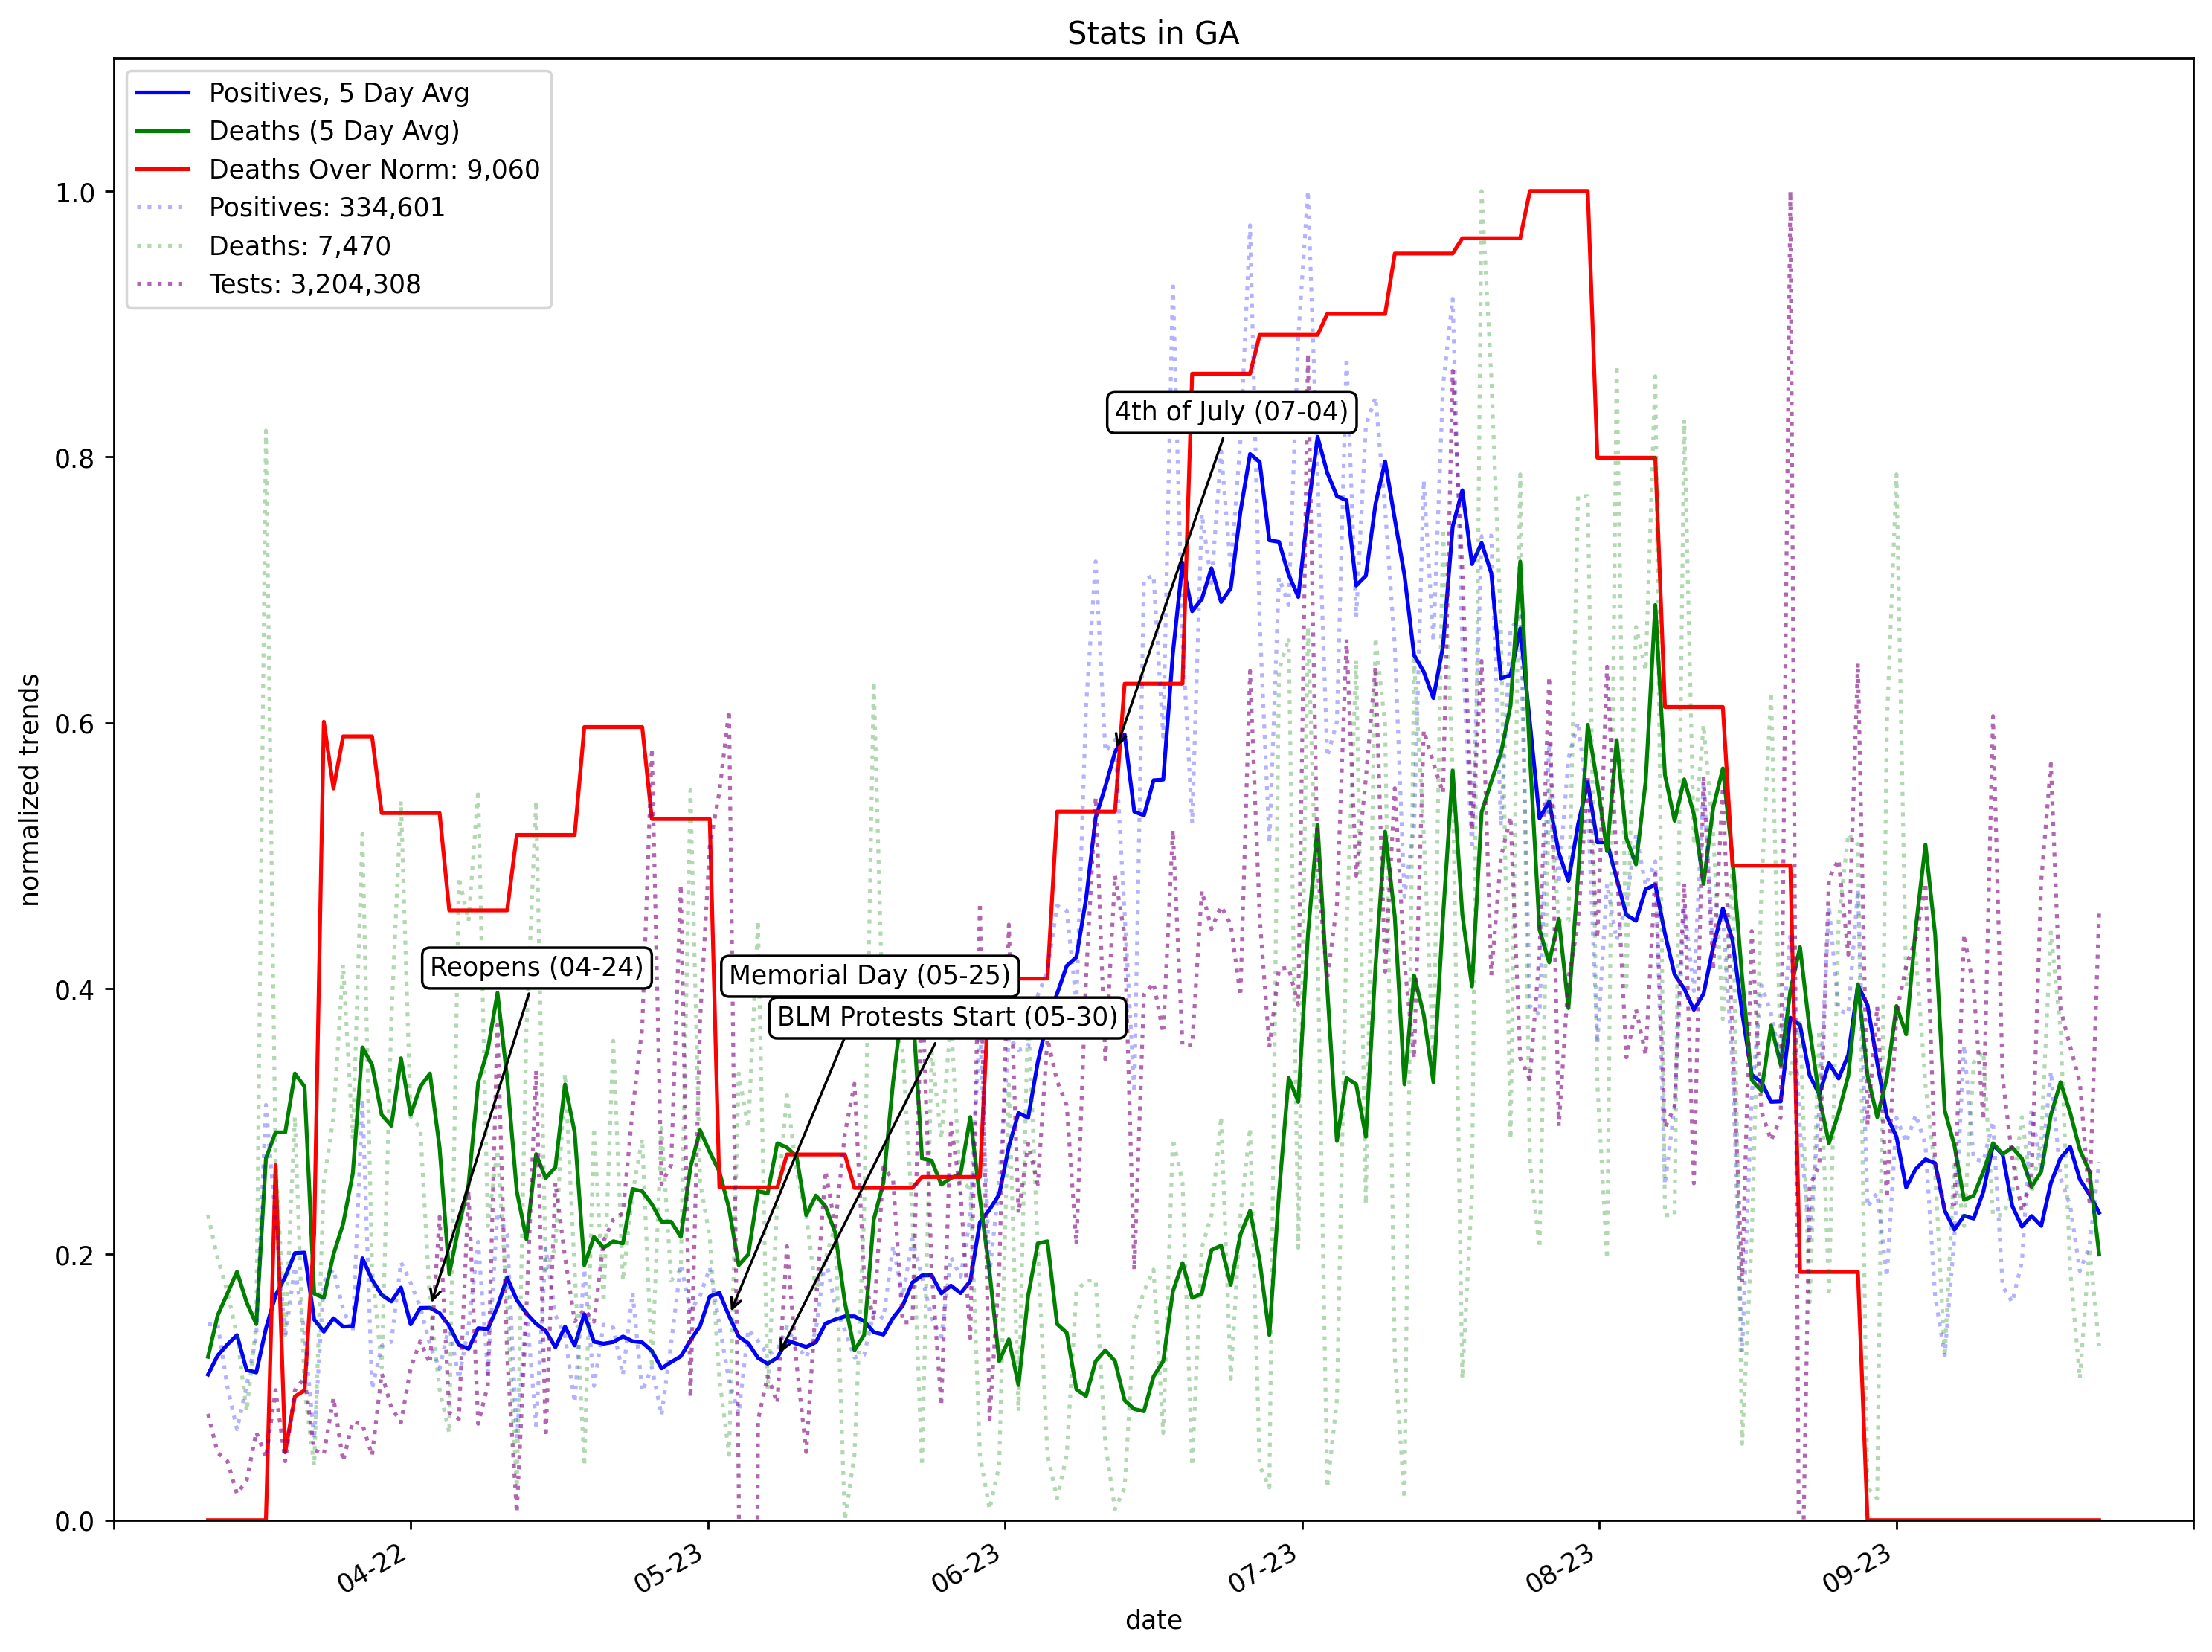 Stats in GA
Positives, 5 Day Avg
Deaths (5 Day Avg)
Deaths Over Norm: 9,060
Positives: 334,601
Deaths: 7,470
Tests: 3,204,308
1.0
0.8
0.6
0.4
0.2
0.0
normalized trends
4th of July (07-04)
Reopens (04-24)
Memorial Day (05-25)
BLM Protests Start (05-30)
04-22
05-23
06-23
07-23
08-23
09-23
date